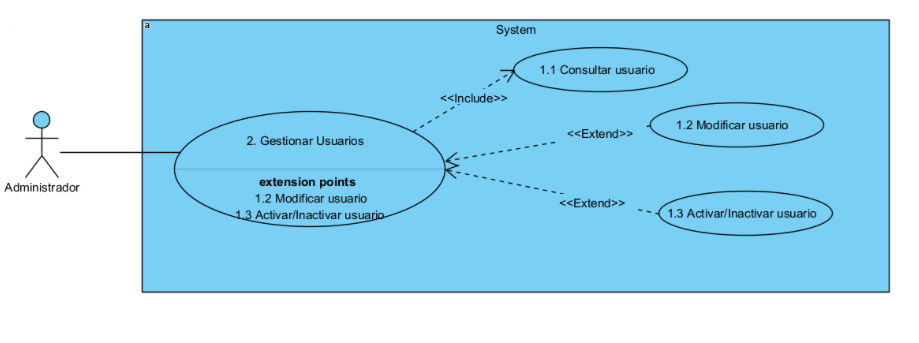 a
System
1.1 Consultar usuario
<<Include>>
1.2 Modificar usuario
<<Extend>>
2. Gestionar Usuarios
extension points
1.2 Modificar usuario
1.3 Activar/Inactivar usuario
Administrador
<<Extend>>
1.3 Activar/Inactivar usuario